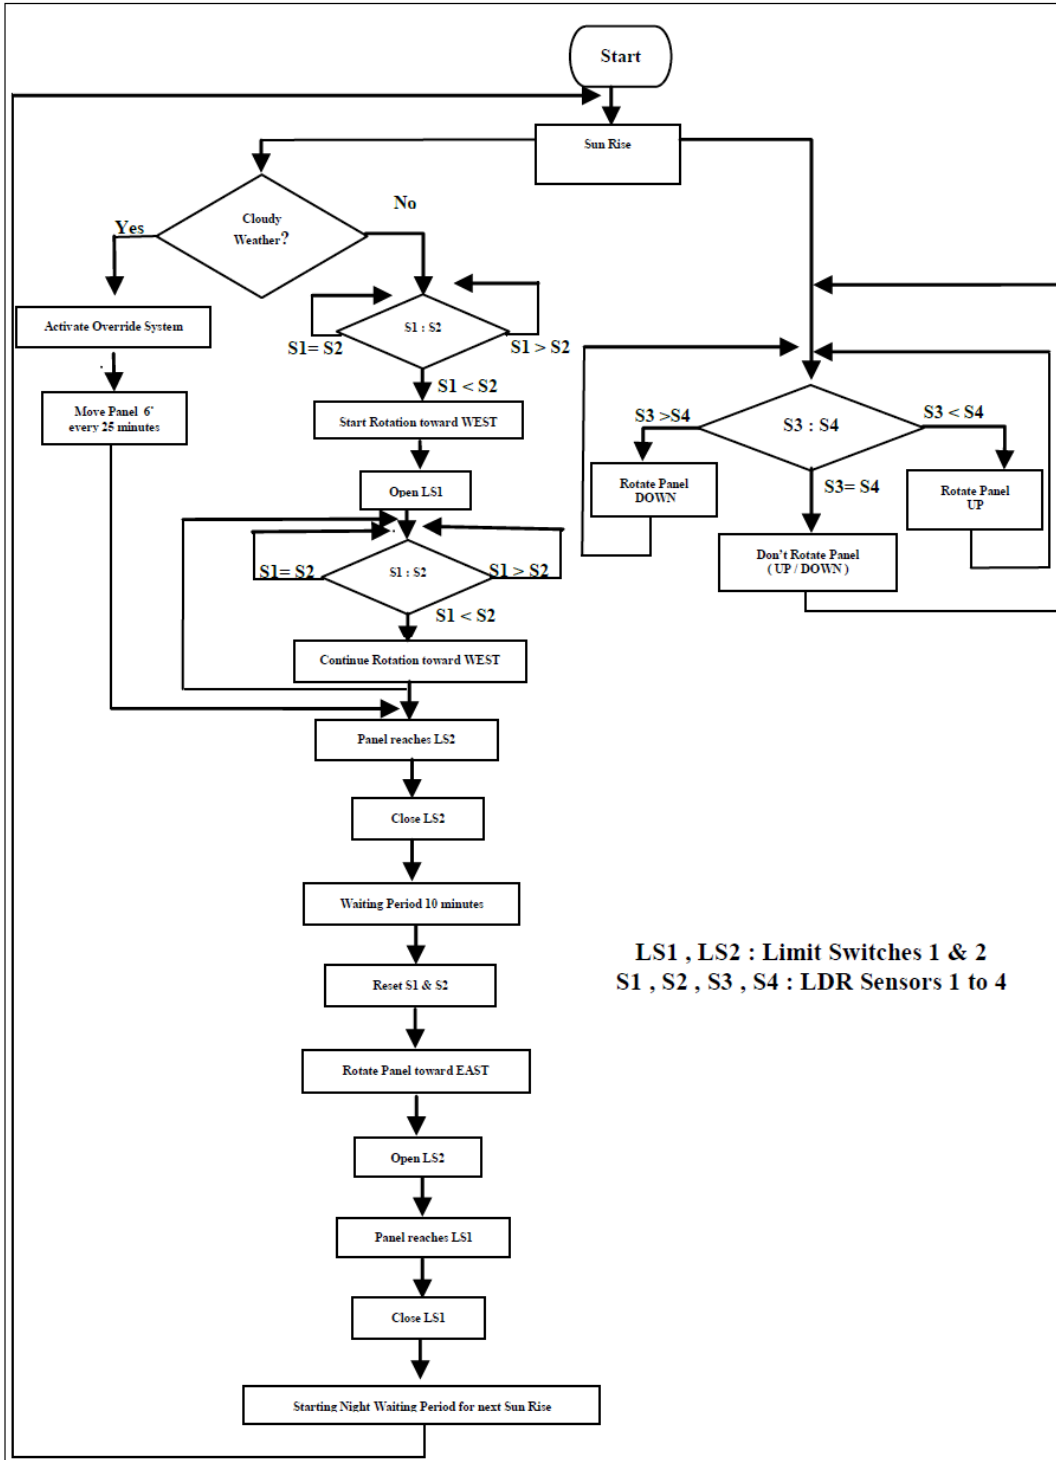 Start
Sun Rise
Cloudy
Weather?
Yes
No
Activate Override System
Move Panel 6°
every 25 minutes
S1 : S2
S1= S2
S1 > S2
S1 < S2
Start Rotation toward WEST
Open LS1
S1 : S2
S1= S2
S1 > S2
S1 < S2
Continue Rotation toward WEST
Panel reaches LS2
Close LS2
Waiting Period 10 minutes
Reset S1 & S2
Rotate Panel toward EAST
Open LS2
Panel reaches LS1
Close LS1
Starting Night Waiting Period for next Sun Rise
S3 : S4
S3 >S4
S3 < S4
S3= S4
Rotate Panel
DOWN
Rotate Panel
UP
Don't Rotate Panel
( UP / DOWN )
LS1 , LS2 : Limit Switches 1 & 2
S1 , S2 , S3 , S4 : LDR Sensors 1 to 4